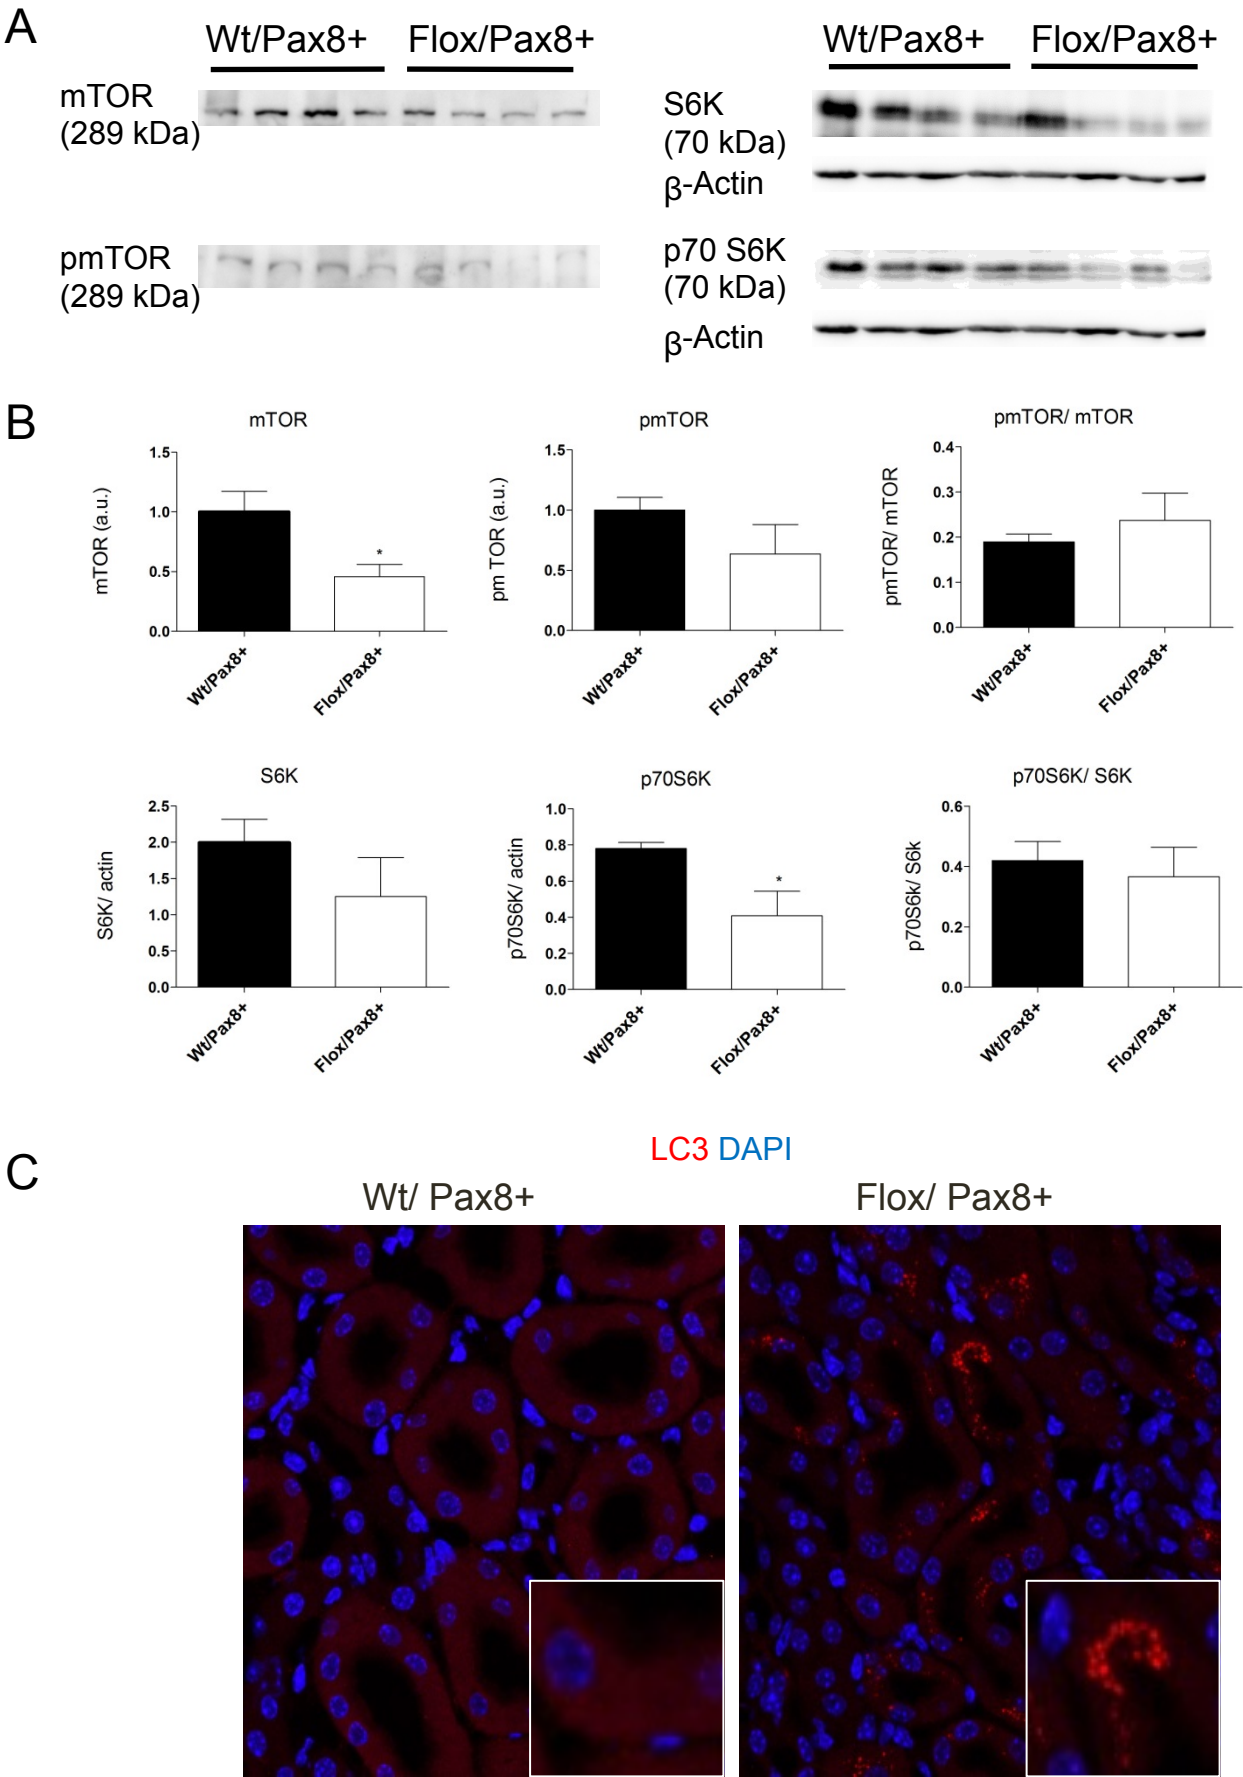 A
Wt/Pax8+ Flox/Pax8+
mTOR
(289 kDa)
pmTOR
(289 kDa)
Wt/Pax8+ Flox/Pax8+
S6K
(70 kDa)
β-Actin
p70 S6K
(70 kDa)
β-Actin
B
mTOR
mTOR (a.u.)
1.5
1.0
0.5
0.0
Wt/Pax8+
Flox/Pax8+
*
pmTOR
pm TOR (a.u.)
1.5
1.0
0.5
0.0
Wt/Pax8+
Flox/Pax8+
pmTOR/ mTOR
pmTOR/ mTOR
0.4
0.3
0.2
0.1
0.0
Wt/Pax8+
Flox/Pax8+
S6K
S6K/ actin
2.5
2.0
1.5
1.0
0.5
0.0
Wt/Pax8+
Flox/Pax8+
p70S6K
p70S6K/ actin
1.0
0.8
0.6
0.4
0.2
0.0
Wt/Pax8+
Flox/Pax8+
*
p70S6K/ S6K
p70S6k/ S6k
0.6
0.4
0.2
0.0
Wt/Pax8+
Flox/Pax8+
C
LC3 DAPI
Wt/ Pax8+
Flox/ Pax8+